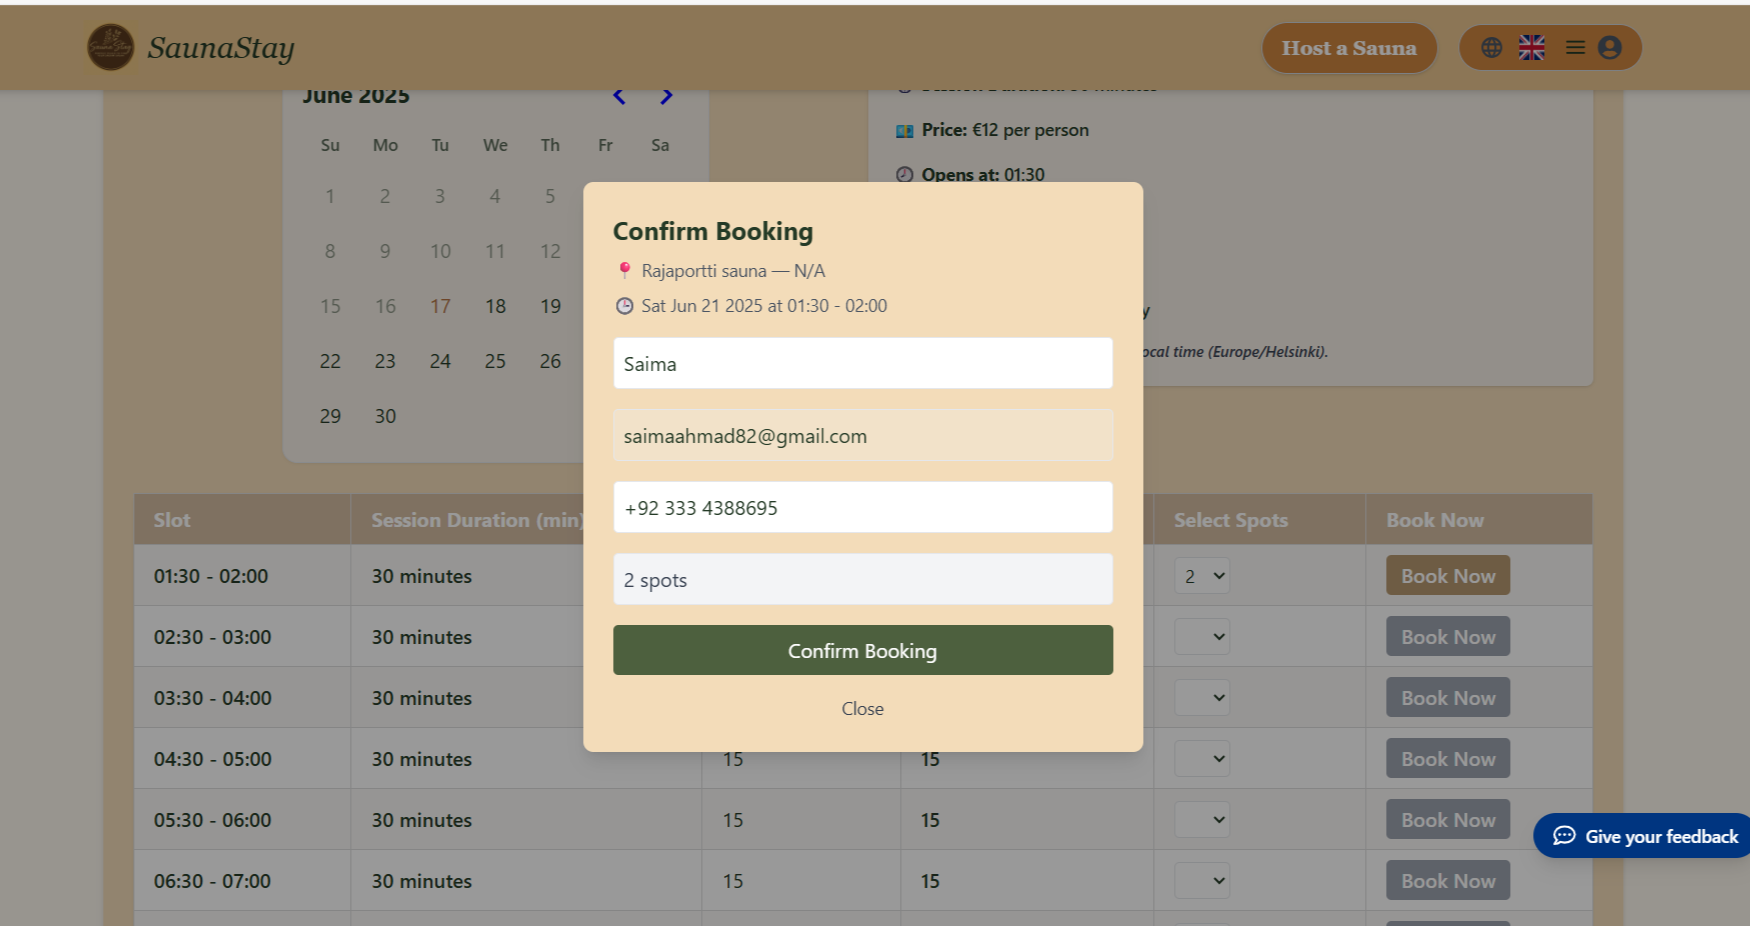 SaunaStay
Host a Sauna
June 2025
Su Mo Tu We Th Fr Sa
1 2 3 4 5
8 9 10 11 12
15 16 17 18 19
22 23 24 25 26
29 30
Price: €12 per person
Opens at: 01:30
ocal time (Europe/Helsinki).
Confirm Booking
Rajaportti sauna — N/A
Sat Jun 21 2025 at 01:30 - 02:00
Saima
saimaahmad82@gmail.com
+92 333 4388695
2 spots
Confirm Booking
Close
Slot Session Duration (min) Select Spots Book Now
01:30 - 02:00 30 minutes 2 Book Now
02:30 - 03:00 30 minutes Book Now
03:30 - 04:00 30 minutes Book Now
04:30 - 05:00 30 minutes 15 15 Book Now
05:30 - 06:00 30 minutes 15 15 Book Now
06:30 - 07:00 30 minutes 15 15 Book Now
Give your feedback